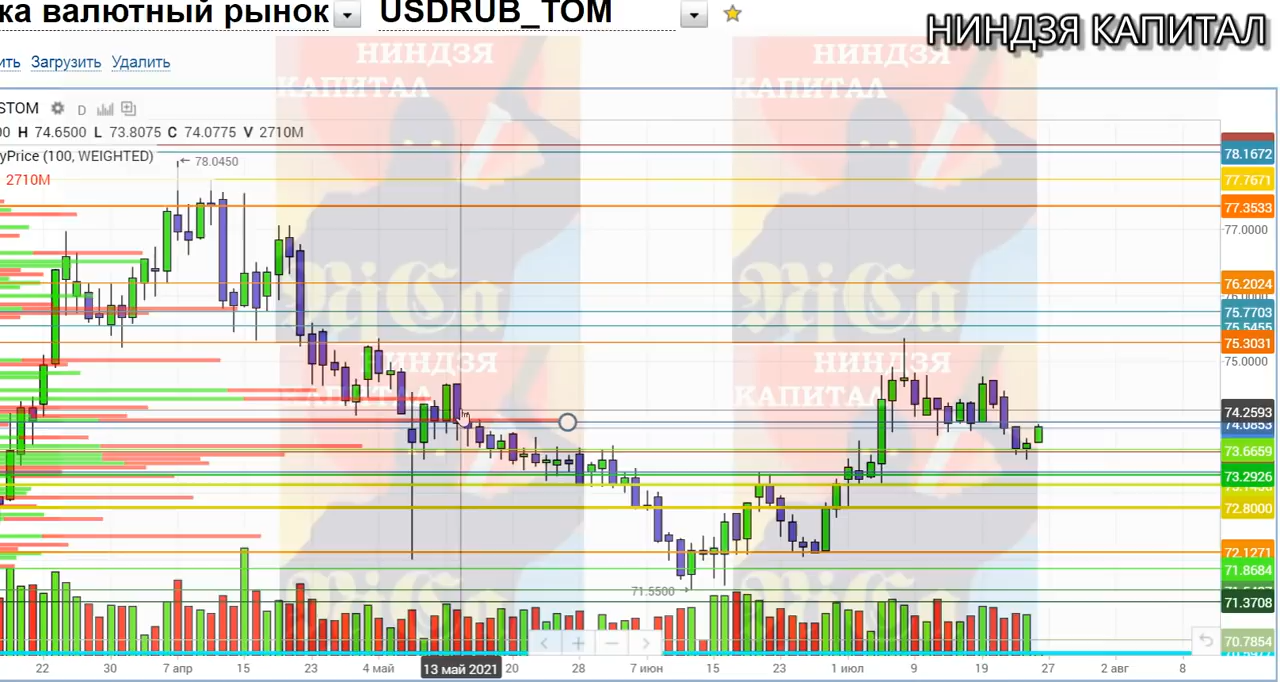 ка валютный рынок USDRUB_TOM
НИНДЗЯ КАПИТАЛ
ить Загрузить Удалить
НИНДЗЯ НИНДЗЯ
КАПИТАЛ КАПИТАЛ
STOM D
00 H 74.6500 L 73.8075 C 74.0775 V 2710M
yPrice (100, WEIGHTED)
78.0450
2710M
78.1672
77.7671
77.3533
77.0000
76.2024
75.7703
75.5455
75.3031
75.0000
НИНДЗЯ НИНДЗЯ
КАПИТАЛ КАПИТАЛ
74.2593
74.0853
73.6659
73.2926
72.8000
72.1271
71.8684
71.5500
71.3708
70.7854
NiCa NiCa
22 30 7 апр 15 23 4 май 13 май 2021 20 28 7 июн 15 23 1 июл 9 19 27 2 авг 8